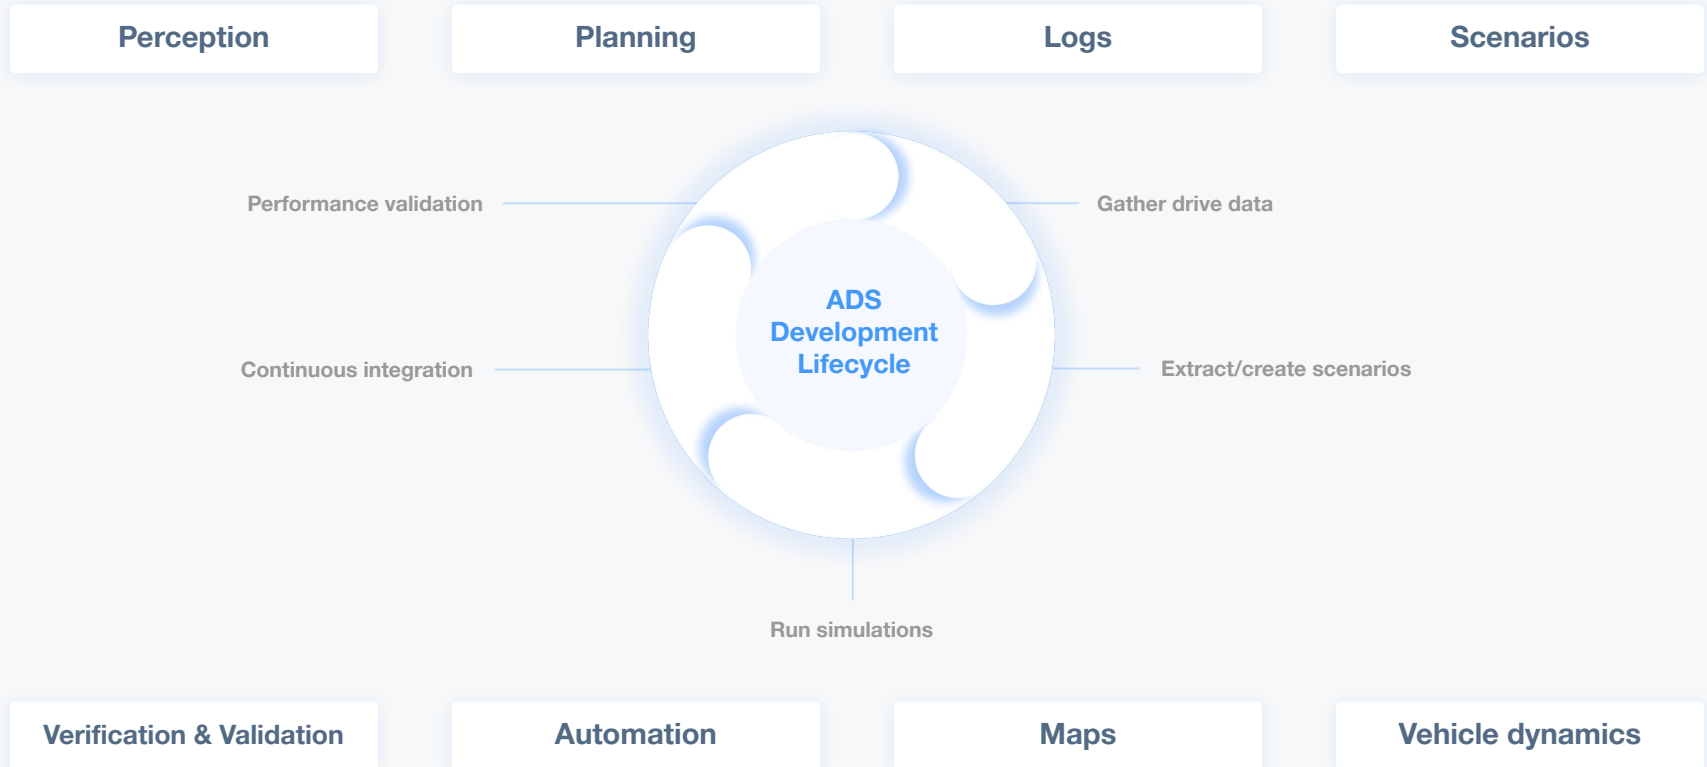 Perception
Planning
Logs
Scenarios
Performance validation
Gather drive data
ADS
Development
Lifecycle
Continuous integration
Extract/create scenarios
Run simulations
Verification & Validation
Automation
Maps
Vehicle dynamics